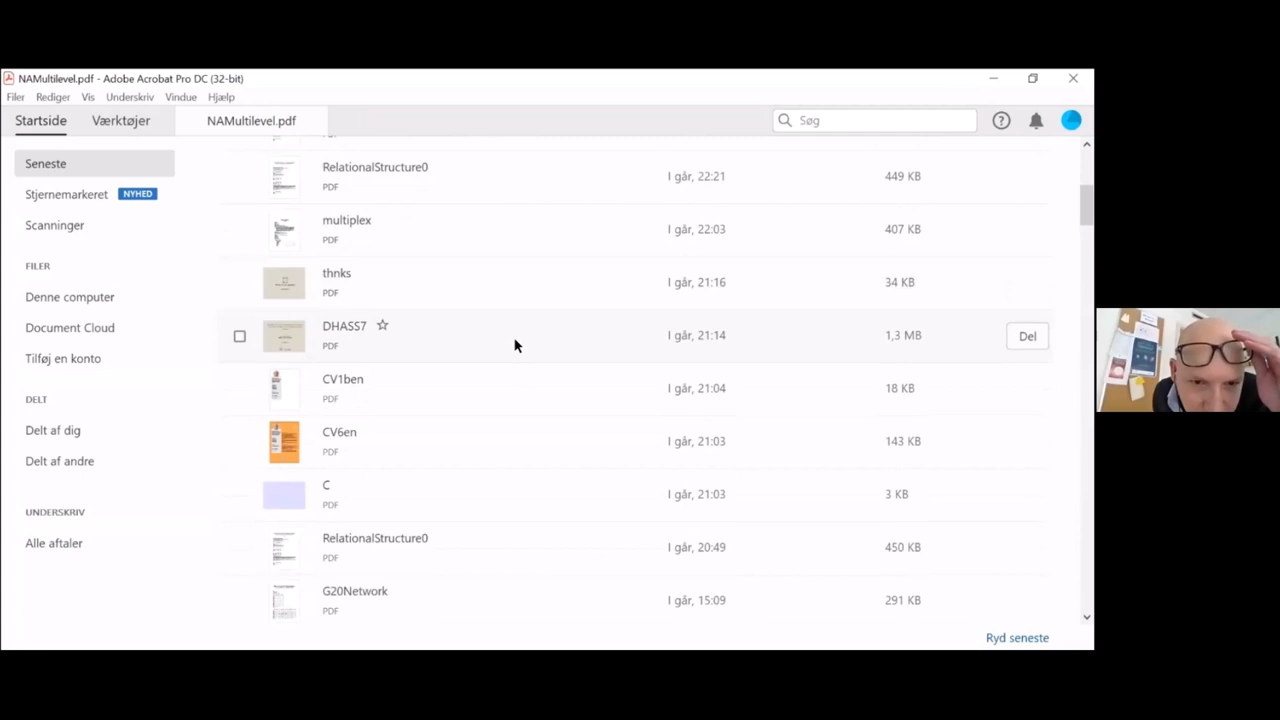 NAMultilevel.pdf - Adobe Acrobat Pro DC (32-bit)
Filer Rediger Vis Underskriv Vindue Hjælp
Startside Værktøjer NAMultilevel.pdf Søg
Seneste
Stjernemarkeret NYHED
Scanninger
FILER
Denne computer
Document Cloud
Tilføj en konto
DELT
Delt af dig
Delt af andre
UNDERSKRIV
Alle aftaler
RelationalStructure0 I går, 22:21 449 KB
PDF
multiplex I går, 22:03 407 KB
PDF
thnks I går, 21:16 34 KB
PDF
DHASS7 I går, 21:14 1,3 MB Del
PDF
CV1ben I går, 21:04 18 KB
PDF
CV6en I går, 21:03 143 KB
PDF
C I går, 21:03 3 KB
PDF
RelationalStructure0 I går, 20:49 450 KB
PDF
G20Network I går, 15:09 291 KB
PDF
Ryd seneste